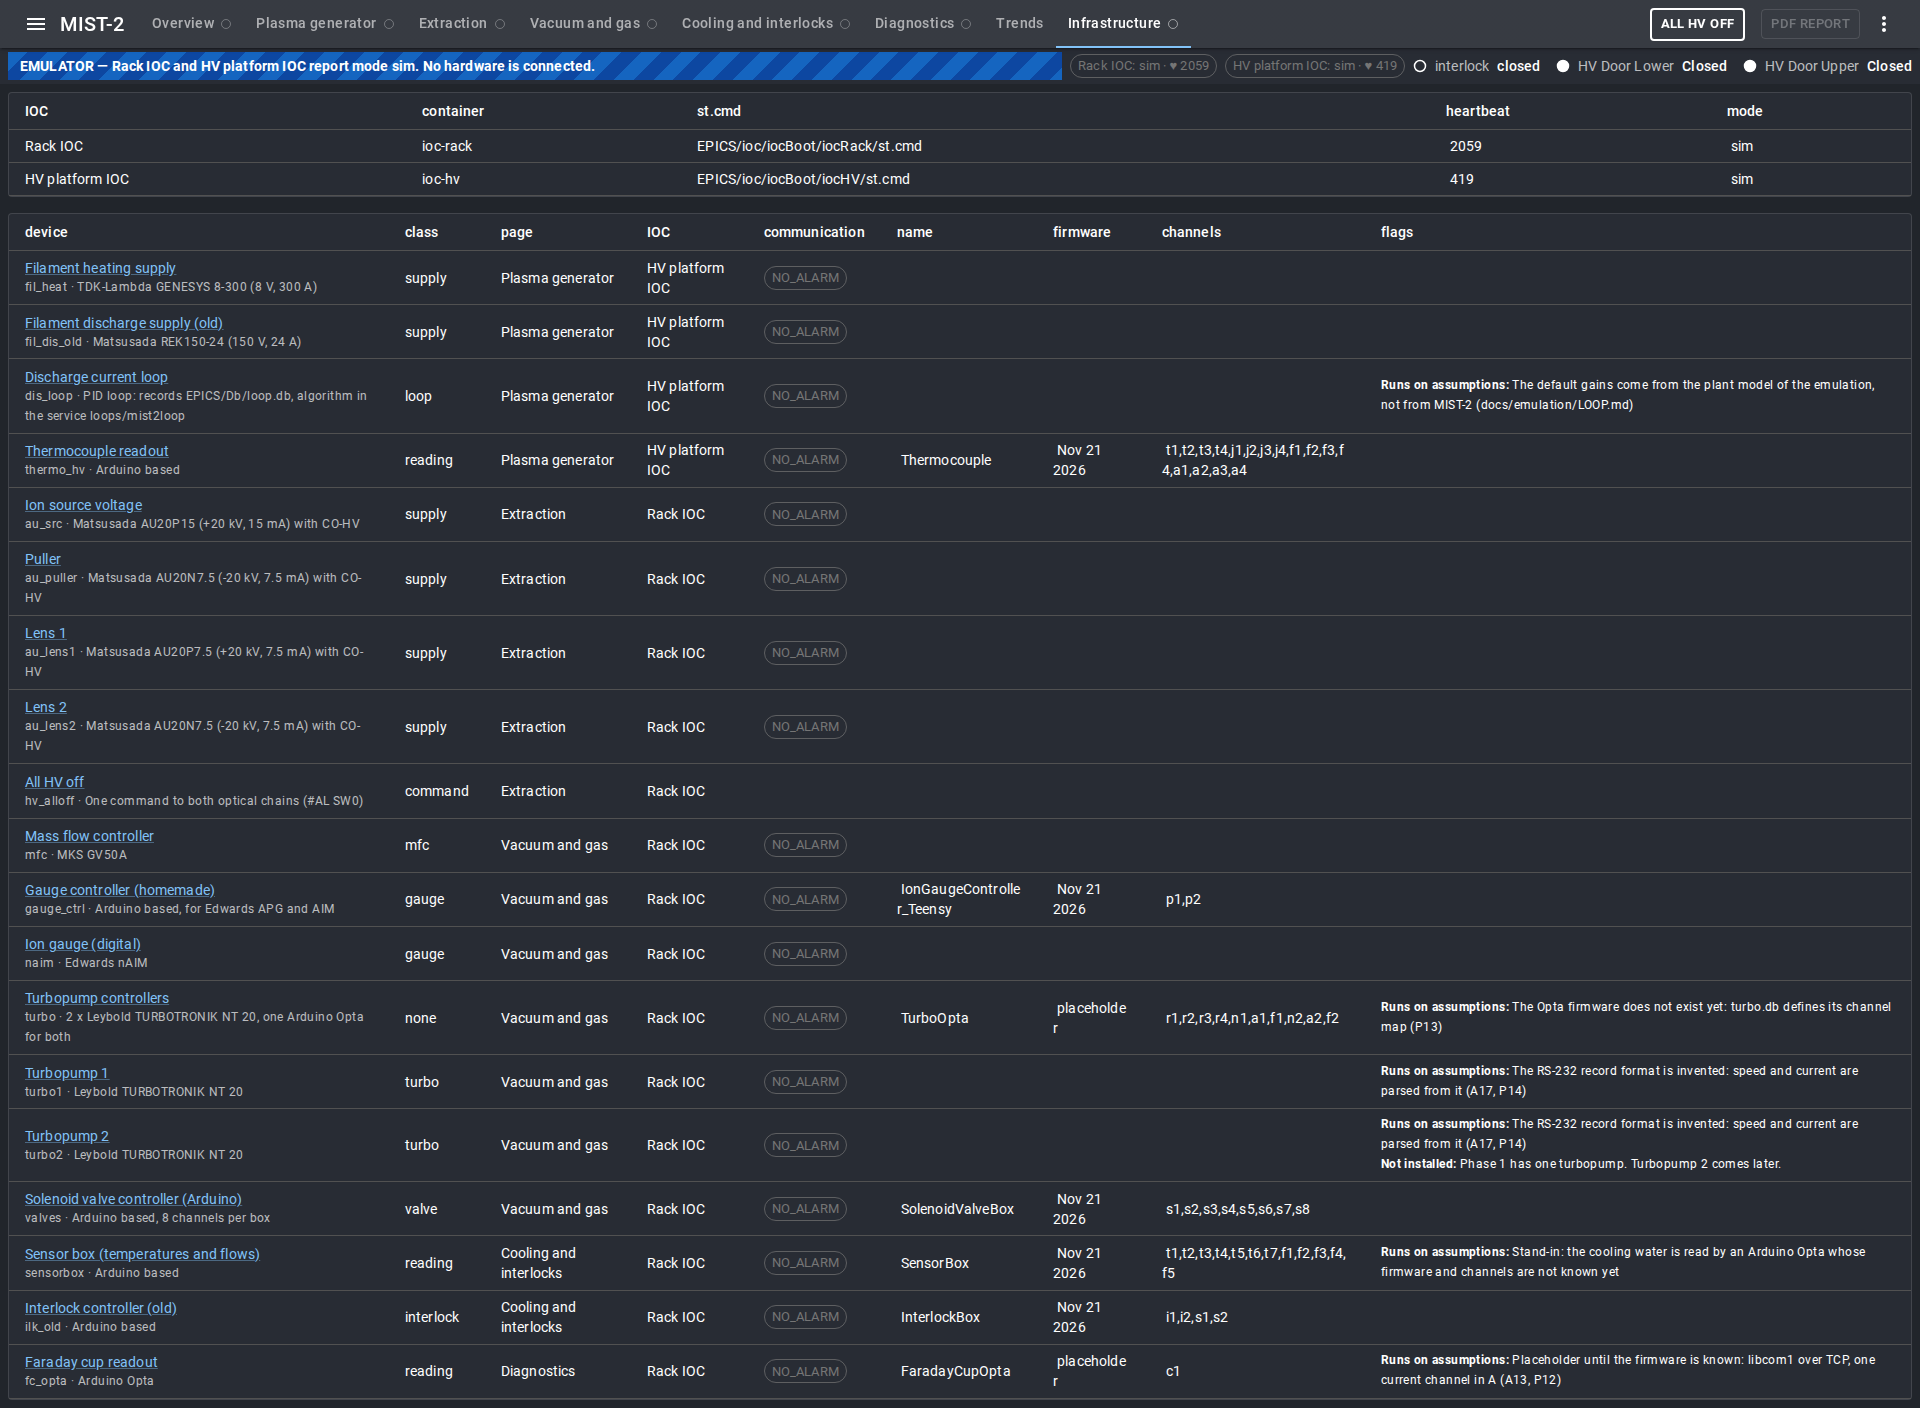 MIST-2 Overview Plasma generator Extraction Vacuum and gas Cooling and interlocks Diagnostics Trends Infrastructure ALL HV OFF PDF REPORT
EMULATOR — Rack IOC and HV platform IOC report mode sim. No hardware is connected. Rack IOC: sim · ♥ 2059 HV platform IOC: sim · ♥ 419 interlock closed HV Door Lower Closed HV Door Upper Closed
IOC container st.cmd heartbeat mode
Rack IOC ioc-rack EPICS/ioc/iocBoot/iocRack/st.cmd 2059 sim
HV platform IOC ioc-hv EPICS/ioc/iocBoot/iocHV/st.cmd 419 sim
device class page IOC communication name firmware channels flags
Filament heating supply
fil_heat · TDK-Lambda GENESYS 8-300 (8 V, 300 A)
supply Plasma generator
HV platform
IOC
NO_ALARM
Filament discharge supply (old)
fil_dis_old · Matsusada REK150-24 (150 V, 24 A)
supply Plasma generator
HV platform
IOC
NO_ALARM
Discharge current loop
dis_loop · PID loop: records EPICS/Db/loop.db, algorithm in
the service loops/mist2loop
loop Plasma generator
HV platform
IOC
NO_ALARM
Runs on assumptions: The default gains come from the plant model of the emulation,
not from MIST-2 (docs/emulation/LOOP.md)
Thermocouple readout
thermo_hv · Arduino based
reading Plasma generator
HV platform
IOC
NO_ALARM Thermocouple
Nov 21
2026
t1,t2,t3,t4,j1,j2,j3,j4,f1,f2,f3,f
4,a1,a2,a3,a4
Ion source voltage
au_src · Matsusada AU20P15 (+20 kV, 15 mA) with CO-HV
supply Extraction Rack IOC NO_ALARM
Puller
au_puller · Matsusada AU20N7.5 (-20 kV, 7.5 mA) with CO-
HV
supply Extraction Rack IOC NO_ALARM
Lens 1
au_lens1 · Matsusada AU20P7.5 (+20 kV, 7.5 mA) with CO-
HV
supply Extraction Rack IOC NO_ALARM
Lens 2
au_lens2 · Matsusada AU20N7.5 (-20 kV, 7.5 mA) with CO-
HV
supply Extraction Rack IOC NO_ALARM
All HV off
hv_alloff · One command to both optical chains (#AL SW0)
command Extraction Rack IOC
Mass flow controller
mfc · MKS GV50A
mfc Vacuum and gas Rack IOC NO_ALARM
Gauge controller (homemade)
gauge_ctrl · Arduino based, for Edwards APG and AIM
gauge Vacuum and gas Rack IOC NO_ALARM
IonGaugeControlle
r_Teensy
Nov 21
2026
p1,p2
Ion gauge (digital)
naim · Edwards nAIM
gauge Vacuum and gas Rack IOC NO_ALARM
Turbopump controllers
turbo · 2 x Leybold TURBOTRONIK NT 20, one Arduino Opta
for both
none Vacuum and gas Rack IOC NO_ALARM TurboOpta
placeholde
r
r1,r2,r3,r4,n1,a1,f1,n2,a2,f2
Runs on assumptions: The Opta firmware does not exist yet: turbo.db defines its channel
map (P13)
Turbopump 1
turbo1 · Leybold TURBOTRONIK NT 20
turbo Vacuum and gas Rack IOC NO_ALARM
Runs on assumptions: The RS-232 record format is invented: speed and current are
parsed from it (A17, P14)
Turbopump 2
turbo2 · Leybold TURBOTRONIK NT 20
turbo Vacuum and gas Rack IOC NO_ALARM
Runs on assumptions: The RS-232 record format is invented: speed and current are
parsed from it (A17, P14)
Not installed: Phase 1 has one turbopump. Turbopump 2 comes later.
Solenoid valve controller (Arduino)
valves · Arduino based, 8 channels per box
valve Vacuum and gas Rack IOC NO_ALARM SolenoidValveBox
Nov 21
2026
s1,s2,s3,s4,s5,s6,s7,s8
Sensor box (temperatures and flows)
sensorbox · Arduino based
reading
Cooling and
interlocks
Rack IOC NO_ALARM SensorBox
Nov 21
2026
t1,t2,t3,t4,t5,t6,t7,f1,f2,f3,f4,
f5
Runs on assumptions: Stand-in: the cooling water is read by an Arduino Opta whose
firmware and channels are not known yet
Interlock controller (old)
ilk_old · Arduino based
interlock
Cooling and
interlocks
Rack IOC NO_ALARM InterlockBox
Nov 21
2026
i1,i2,s1,s2
Faraday cup readout
fc_opta · Arduino Opta
reading Diagnostics Rack IOC NO_ALARM FaradayCupOpta
placeholde
r
c1
Runs on assumptions: Placeholder until the firmware is known: libcom1 over TCP, one
current channel in A (A13, P12)